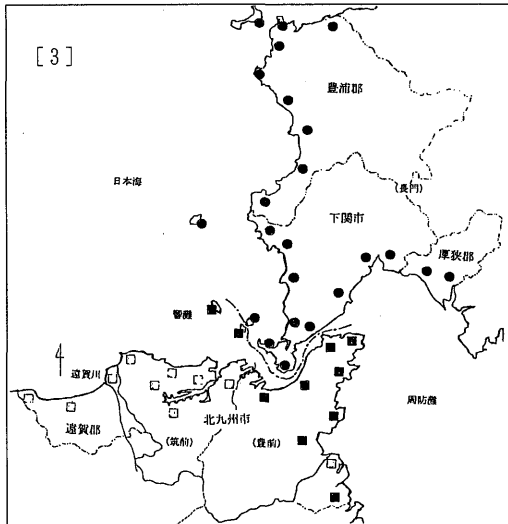 [3]
豊浦郡
日本海
(長門)
下関市
厚狭郡
響灘
遠賀川
周防灘
北九州市
遠賀郡
(筑前)
(豊前)